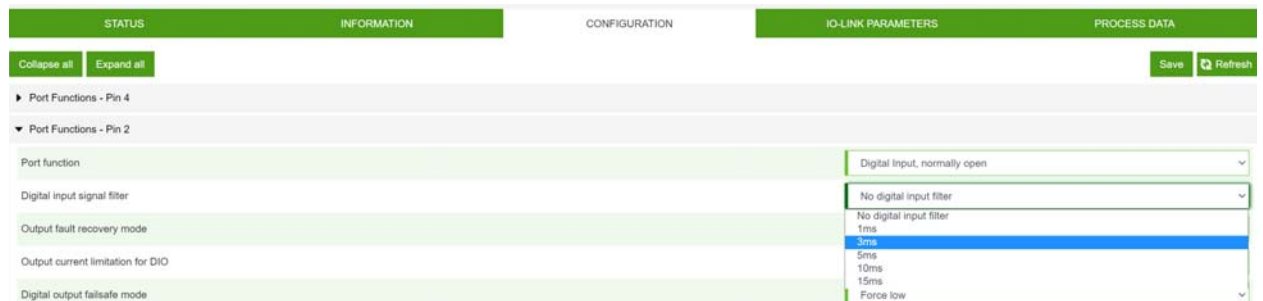 STATUS INFORMATION CONFIGURATION IO-LINK PARAMETERS PROCESS DATA
Collapse all Expand all Save Refresh
Port Functions - Pin 4
Port Functions - Pin 2
Port function Digital Input, normally open
Digital input signal filter No digital input filter
No digital input filter
Output fault recovery mode 1ms
3ms
5ms
Output current limitation for DIO 10ms
15ms
Digital output failsafe mode Force low